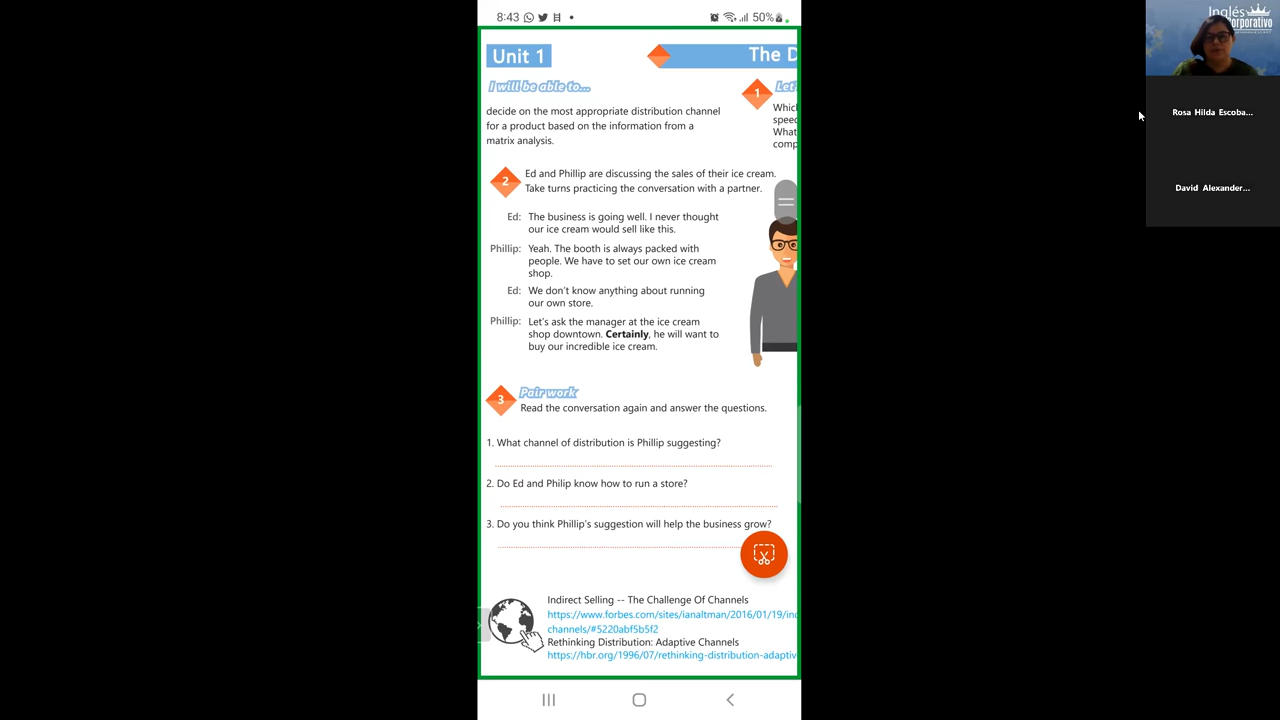 8:43
50%
Unit 1
The D
I will be able to...
decide on the most appropriate distribution channel
for a product based on the information from a
matrix analysis.
1
Let
Which
speed
What
comp
2
Ed and Phillip are discussing the sales of their ice cream.
Take turns practicing the conversation with a partner.
Ed: The business is going well. I never thought
our ice cream would sell like this.
Phillip: Yeah. The booth is always packed with
people. We have to set our own ice cream
shop.
Ed: We don't know anything about running
our own store.
Phillip: Let's ask the manager at the ice cream
shop downtown. Certainly, he will want to
buy our incredible ice cream.
3
Pair work
Read the conversation again and answer the questions.
1. What channel of distribution is Phillip suggesting?
2. Do Ed and Philip know how to run a store?
3. Do you think Phillip's suggestion will help the business grow?
Indirect Selling -- The Challenge Of Channels
https://www.forbes.com/sites/ianaltman/2016/01/19/ind
channels/#5220abf5b5f2
Rethinking Distribution: Adaptive Channels
https://hbr.org/1996/07/rethinking-distribution-adaptiv
Inglés
orporativo
Rosa Hilda Escoba...
David Alexander...